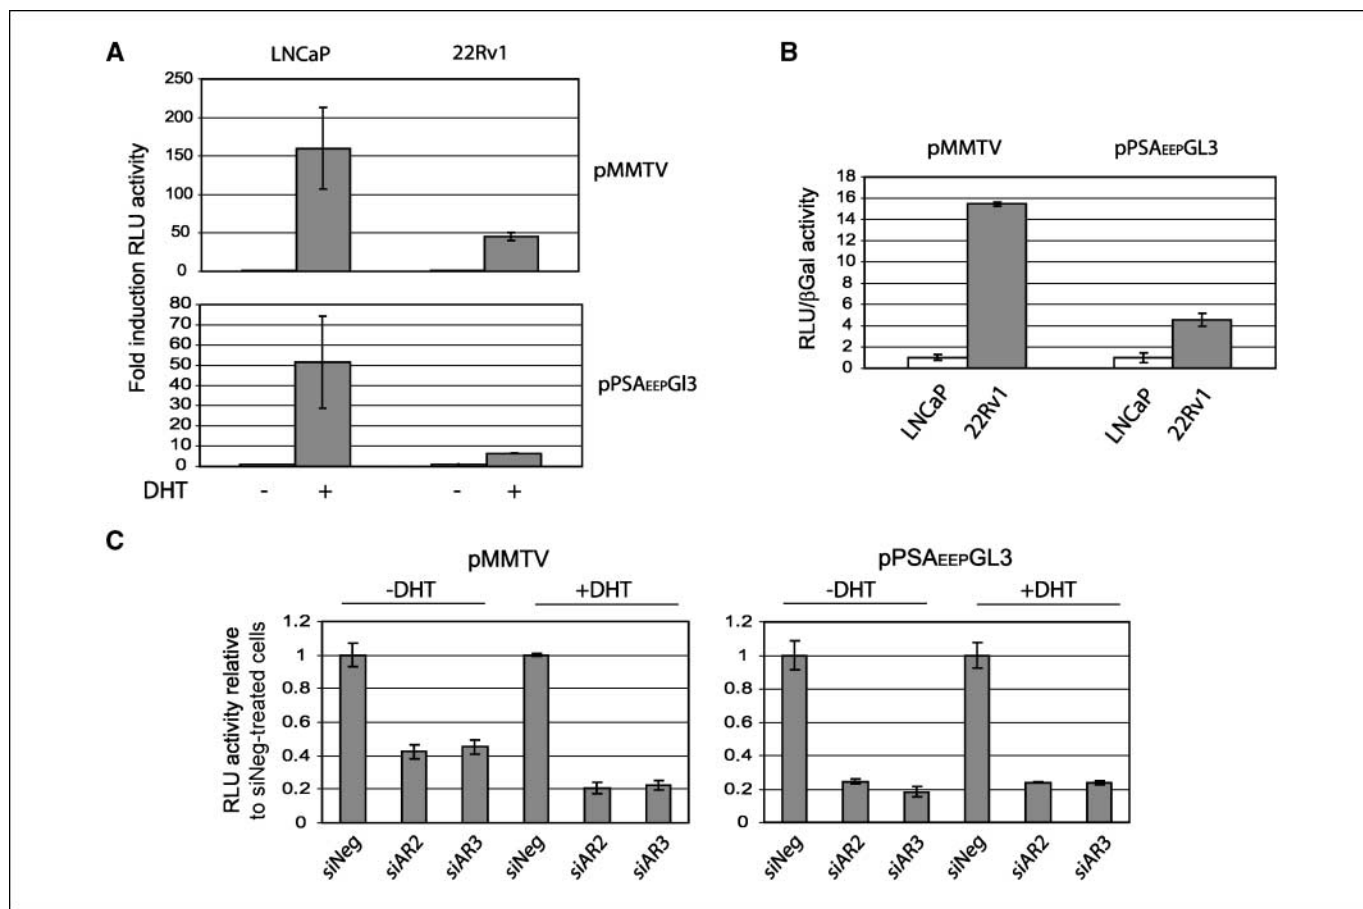 A
LNCaP 22Rv1
Fold induction RLU activity
250
200
150
100
50
0
pMMTV
80
70
60
50
40
30
20
10
0
pPSAEEPGl3
DHT - + - +
B
pMMTV pPSAEEPGL3
RLU/βGal activity
18
16
14
12
10
8
6
4
2
0
LNCaP 22Rv1 LNCaP 22Rv1
C
pMMTV
-DHT +DHT
RLU activity relative
to siNeg-treated cells
1.2
1
0.8
0.6
0.4
0.2
0
siNeg siAR2 siAR3 siNeg siAR2 siAR3
pPSAEEPGL3
-DHT +DHT
1.2
1
0.8
0.6
0.4
0.2
0
siNeg siAR2 siAR3 siNeg siAR2 siAR3